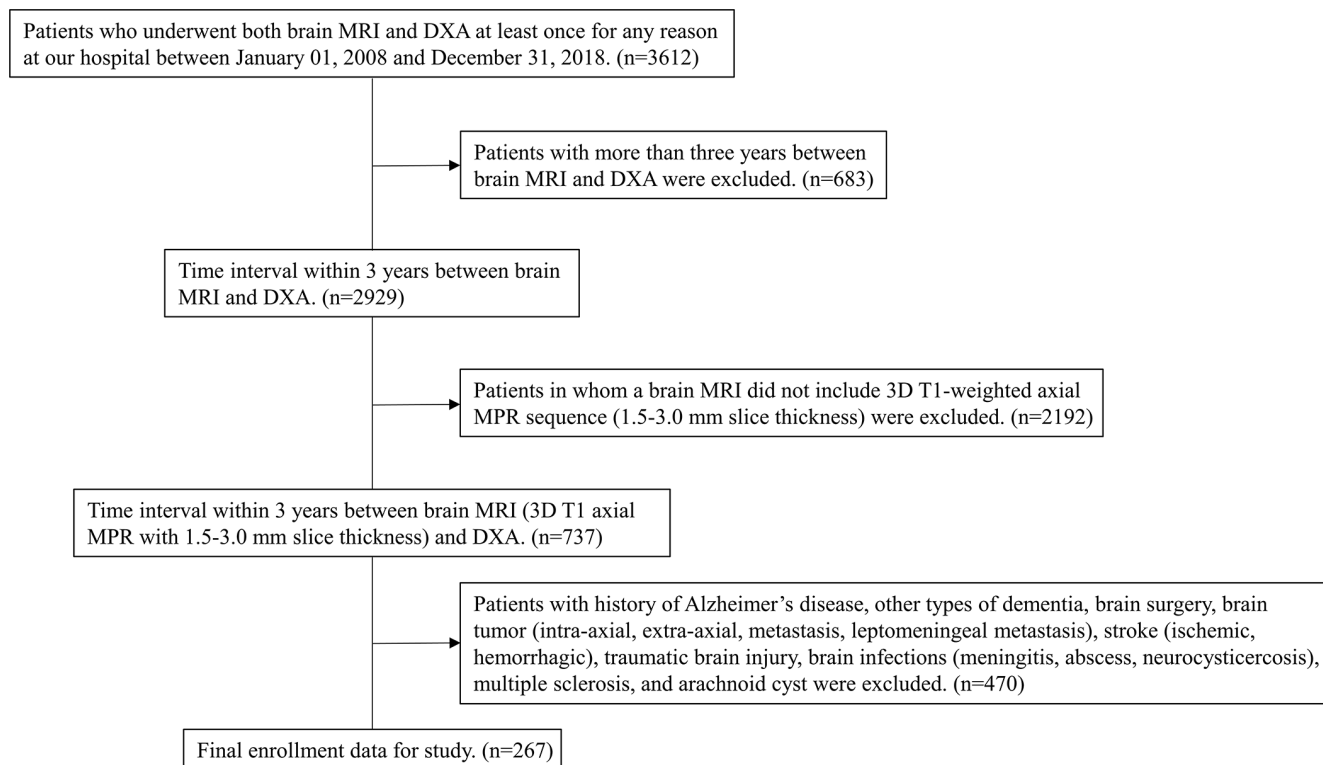 Patients who underwent both brain MRI and DXA at least once for any reason
at our hospital between January 01, 2008 and December 31, 2018. (n=3612)
Patients with more than three years between
brain MRI and DXA were excluded. (n=683)
Time interval within 3 years between brain
MRI and DXA. (n=2929)
Patients in whom a brain MRI did not include 3D T1-weighted axial
MPR sequence (1.5-3.0 mm slice thickness) were excluded. (n=2192)
Time interval within 3 years between brain MRI (3D T1 axial
MPR with 1.5-3.0 mm slice thickness) and DXA. (n=737)
Patients with history of Alzheimer’s disease, other types of dementia, brain surgery, brain
tumor (intra-axial, extra-axial, metastasis, leptomeningeal metastasis), stroke (ischemic,
hemorrhagic), traumatic brain injury, brain infections (meningitis, abscess, neurocysticercosis),
multiple sclerosis, and arachnoid cyst were excluded. (n=470)
Final enrollment data for study. (n=267)